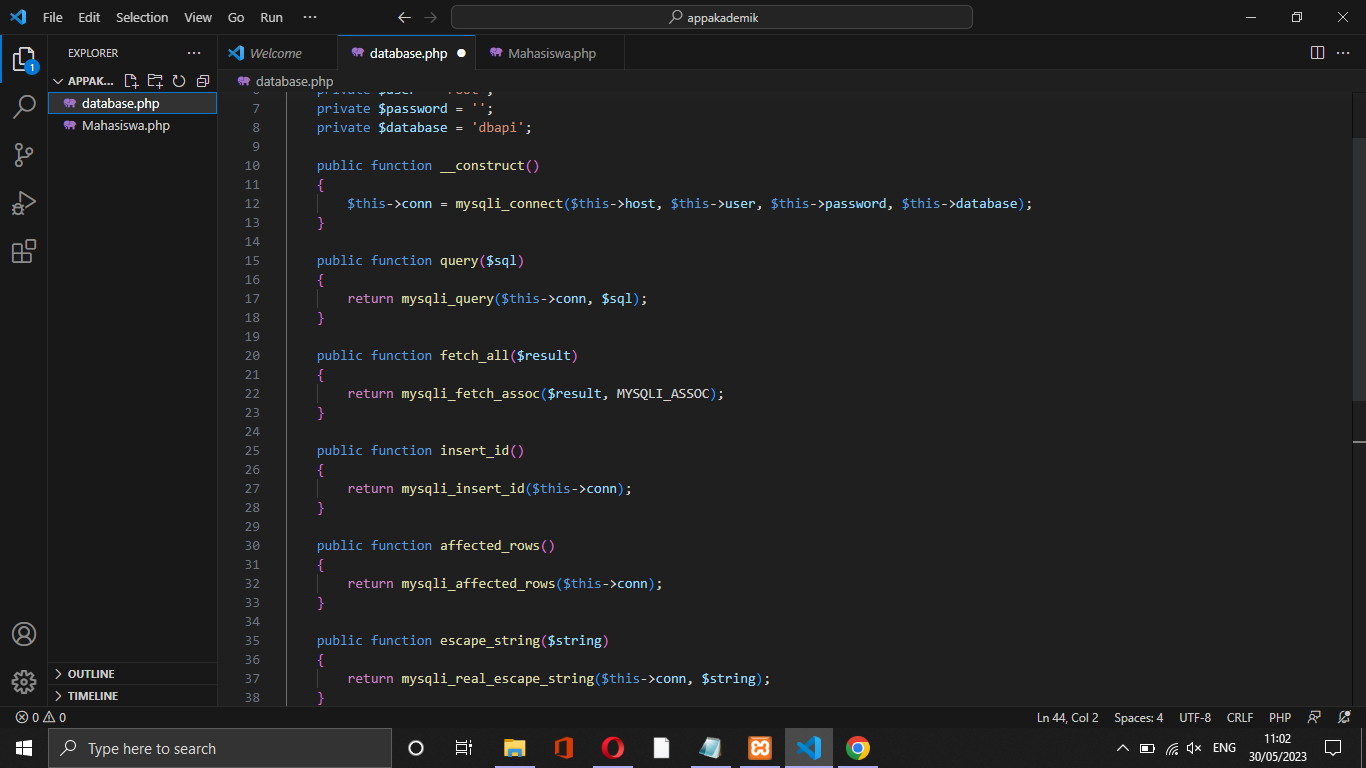 File Edit Selection View Go Run ··· appakademik
EXPLORER ···
Welcome database.php Mahasiswa.php ···
APPAK...
database.php
database.php
Mahasiswa.php
7 private $password = '';
8 private $database = 'dbapi';
9
10 public function __construct()
11 {
12 $this->conn = mysqli_connect($this->host, $this->user, $this->password, $this->database);
13 }
14
15 public function query($sql)
16 {
17 return mysqli_query($this->conn, $sql);
18 }
19
20 public function fetch_all($result)
21 {
22 return mysqli_fetch_assoc($result, MYSQLI_ASSOC);
23 }
24
25 public function insert_id()
26 {
27 return mysqli_insert_id($this->conn);
28 }
29
30 public function affected_rows()
31 {
32 return mysqli_affected_rows($this->conn);
33 }
34
35 public function escape_string($string)
36 {
37 return mysqli_real_escape_string($this->conn, $string);
38 }
1
OUTLINE
TIMELINE
0 0 Ln 44, Col 2 Spaces: 4 UTF-8 CRLF PHP
Type here to search
ENG
11:02
30/05/2023